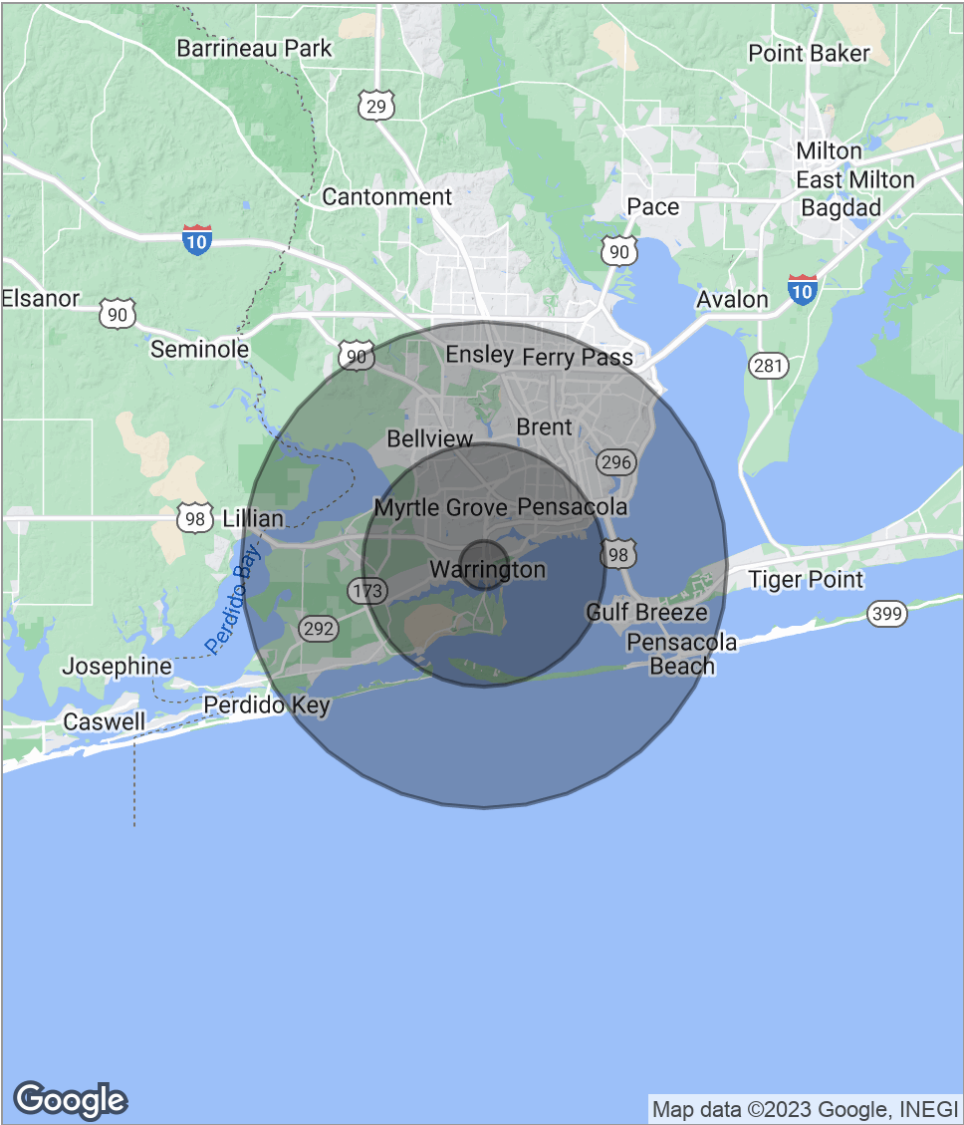 Barrineau Park
Point Baker
29
Milton
East Milton
Cantonment
Pace
Bagdad
10
90
10
Elsanor
Avalon
90
Seminole
90
Ensley
Ferry Pass
281
Brent
Bellview
296
Myrtle Grove
Pensacola
98
Lillian
98
Warrington
Tiger Point
Perdido Bay
173
Gulf Breeze
399
292
Pensacola
Beach
Josephine
Perdido Key
Caswell
Google
Map data ©2023 Google, INEGI